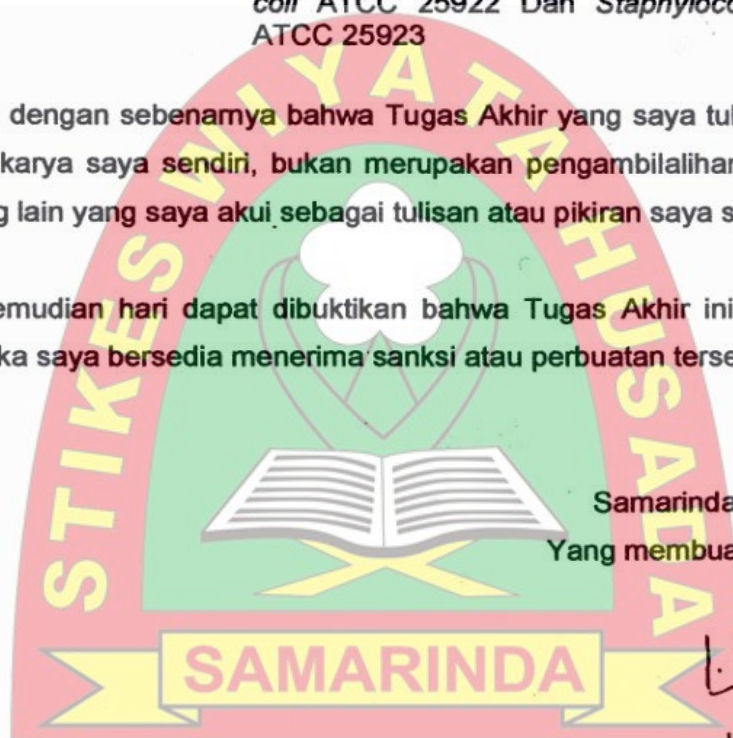 coli ATCC 25922 Dan Staphyloco
ATCC 25923
dengan sebenarnya bahwa Tugas Akhir yang saya tul
karya saya sendiri, bukan merupakan pengambilalihan
g lain yang saya akui sebagai tulisan atau pikiran saya s
emudian hari dapat dibuktikan bahwa Tugas Akhir ini
ka saya bersedia menerima sanksi atau perbuatan terse
Samarinda
Yang membua
STIKES WIYATA HUSADA
SAMARINDA